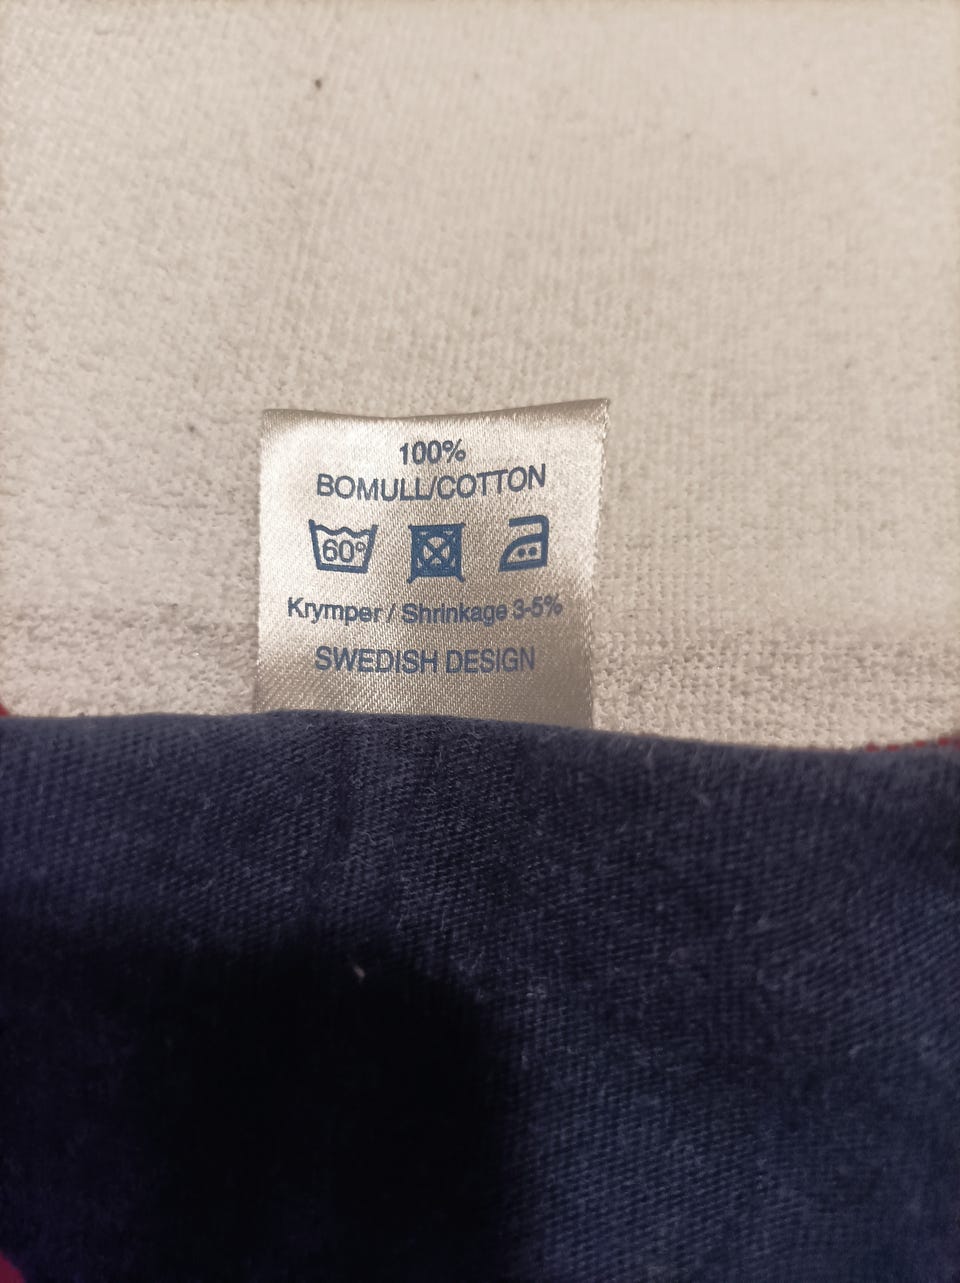 100%
BOMULL/COTTON
60°
Krymper / Shrinkage 3-5%
SWEDISH DESIGN